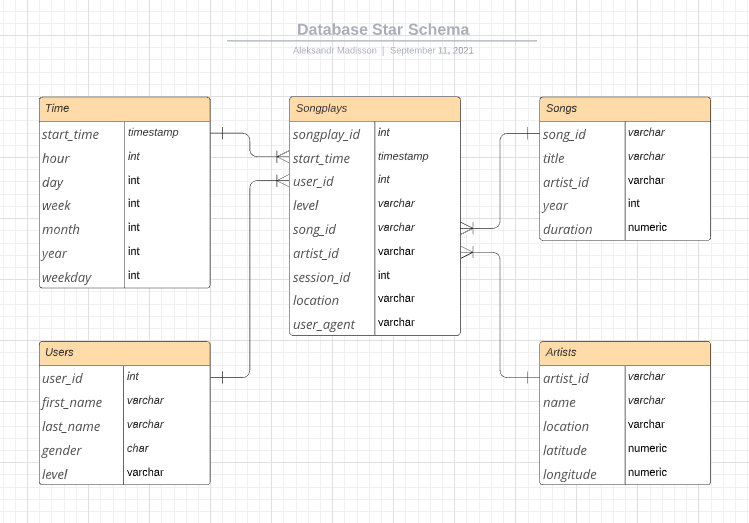 Database Star Schema
Aleksandr Madisson | September 11, 2021
Time
start_time timestamp
hour int
day int
week int
month int
year int
weekday int
Songplays
songplay_id int
start_time timestamp
user_id int
level varchar
song_id varchar
artist_id varchar
session_id int
location varchar
user_agent varchar
Songs
song_id varchar
title varchar
artist_id varchar
year int
duration numeric
Users
user_id int
first_name varchar
last_name varchar
gender char
level varchar
Artists
artist_id varchar
name varchar
location varchar
latitude numeric
longitude numeric